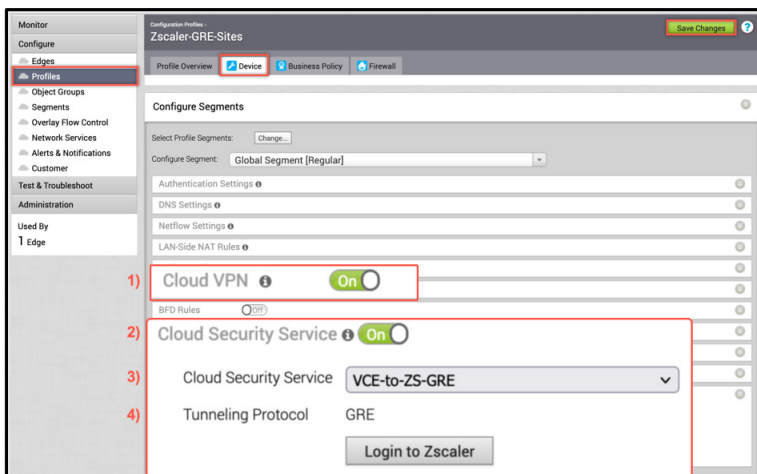 Monitor
Configure
Edges
Profiles
Object Groups
Segments
Overlay Flow Control
Network Services
Alerts & Notifications
Customer
Test & Troubleshoot
Administration
Used By
1 Edge
Configuration Profiles -
Zscaler-GRE-Sites
Save Changes ?
Profile Overview Device Business Policy Firewall
Configure Segments
Select Profile Segments: Change...
Configure Segment: Global Segment [Regular]
Authentication Settings
DNS Settings
Netflow Settings
LAN-Side NAT Rules
1) Cloud VPN On
BFD Rules Off
2) Cloud Security Service On
3) Cloud Security Service VCE-to-ZS-GRE
4) Tunneling Protocol GRE
Login to Zscaler